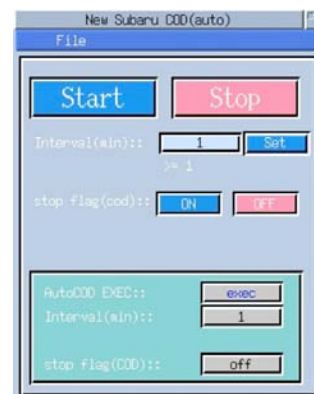 New Subaru COD(auto)
File
Start Stop
Interval(min):: 1 Set
>= 1
stop flag(cod):: ON OFF
AutoCOD EXEC:: exec
Interval(min):: 1
stop flag(COD):: off